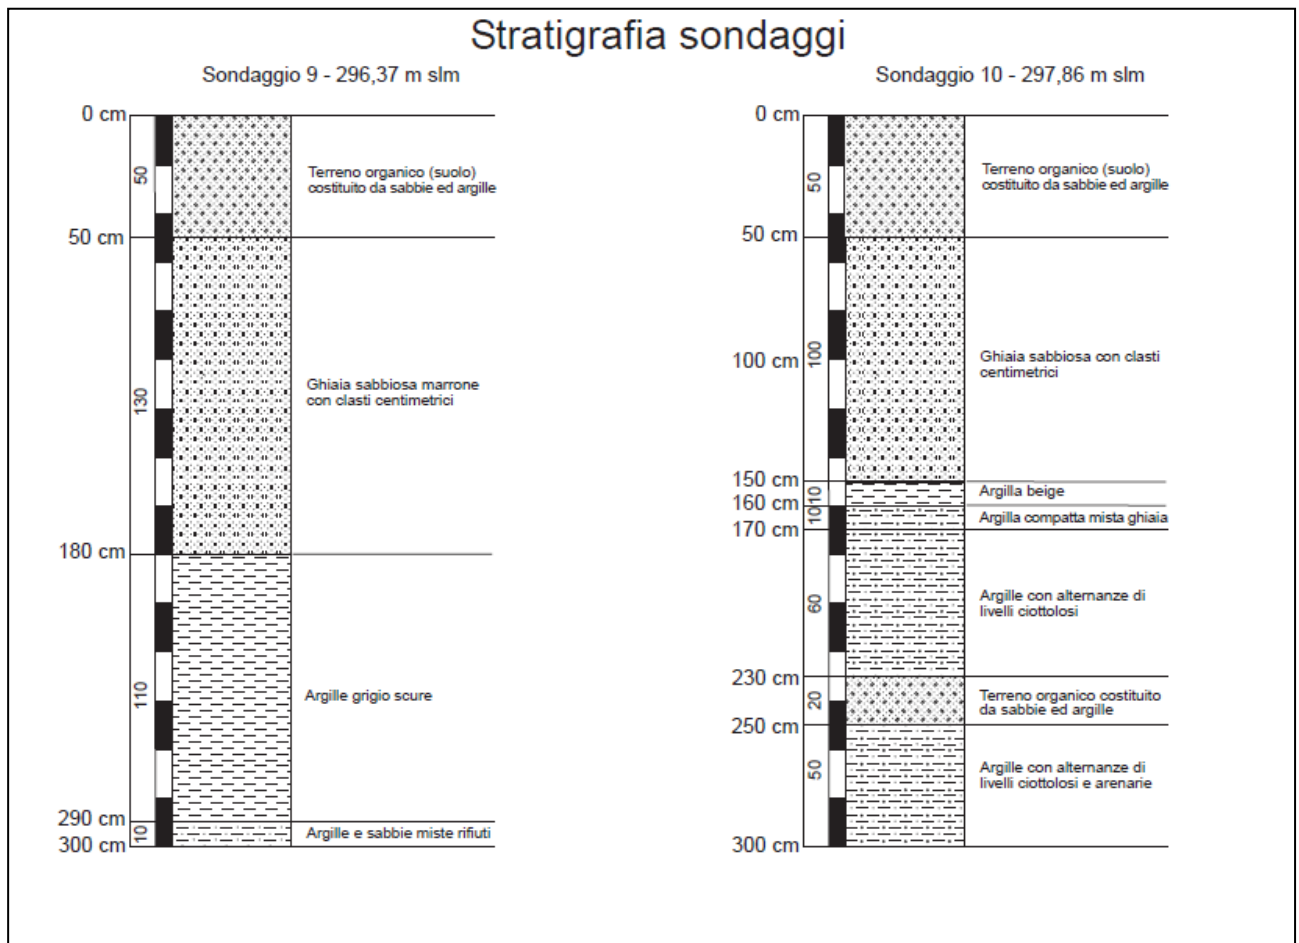 Stratigrafia sondaggi
Sondaggio 9 - 296,37 m slm
0 cm
50
Terreno organico (suolo)
costituito da sabbie ed argille
50 cm
130
Ghiaia sabbiosa marrone
con clasti centimetrici
180 cm
110
Argille grigio scure
290 cm
10
Argille e sabbie miste rifiuti
300 cm
Sondaggio 10 - 297,86 m slm
0 cm
50
Terreno organico (suolo)
costituito da sabbie ed argille
50 cm
100 cm
100
Ghiaia sabbiosa con clasti
centimetrici
150 cm
10
Argilla beige
160 cm
10
Argilla compatta mista ghiaia
170 cm
60
Argille con alternanze di
livelli ciottolosi
230 cm
20
Terreno organico costituito
da sabbie ed argille
250 cm
50
Argille con alternanze di
livelli ciottolosi e arenarie
300 cm